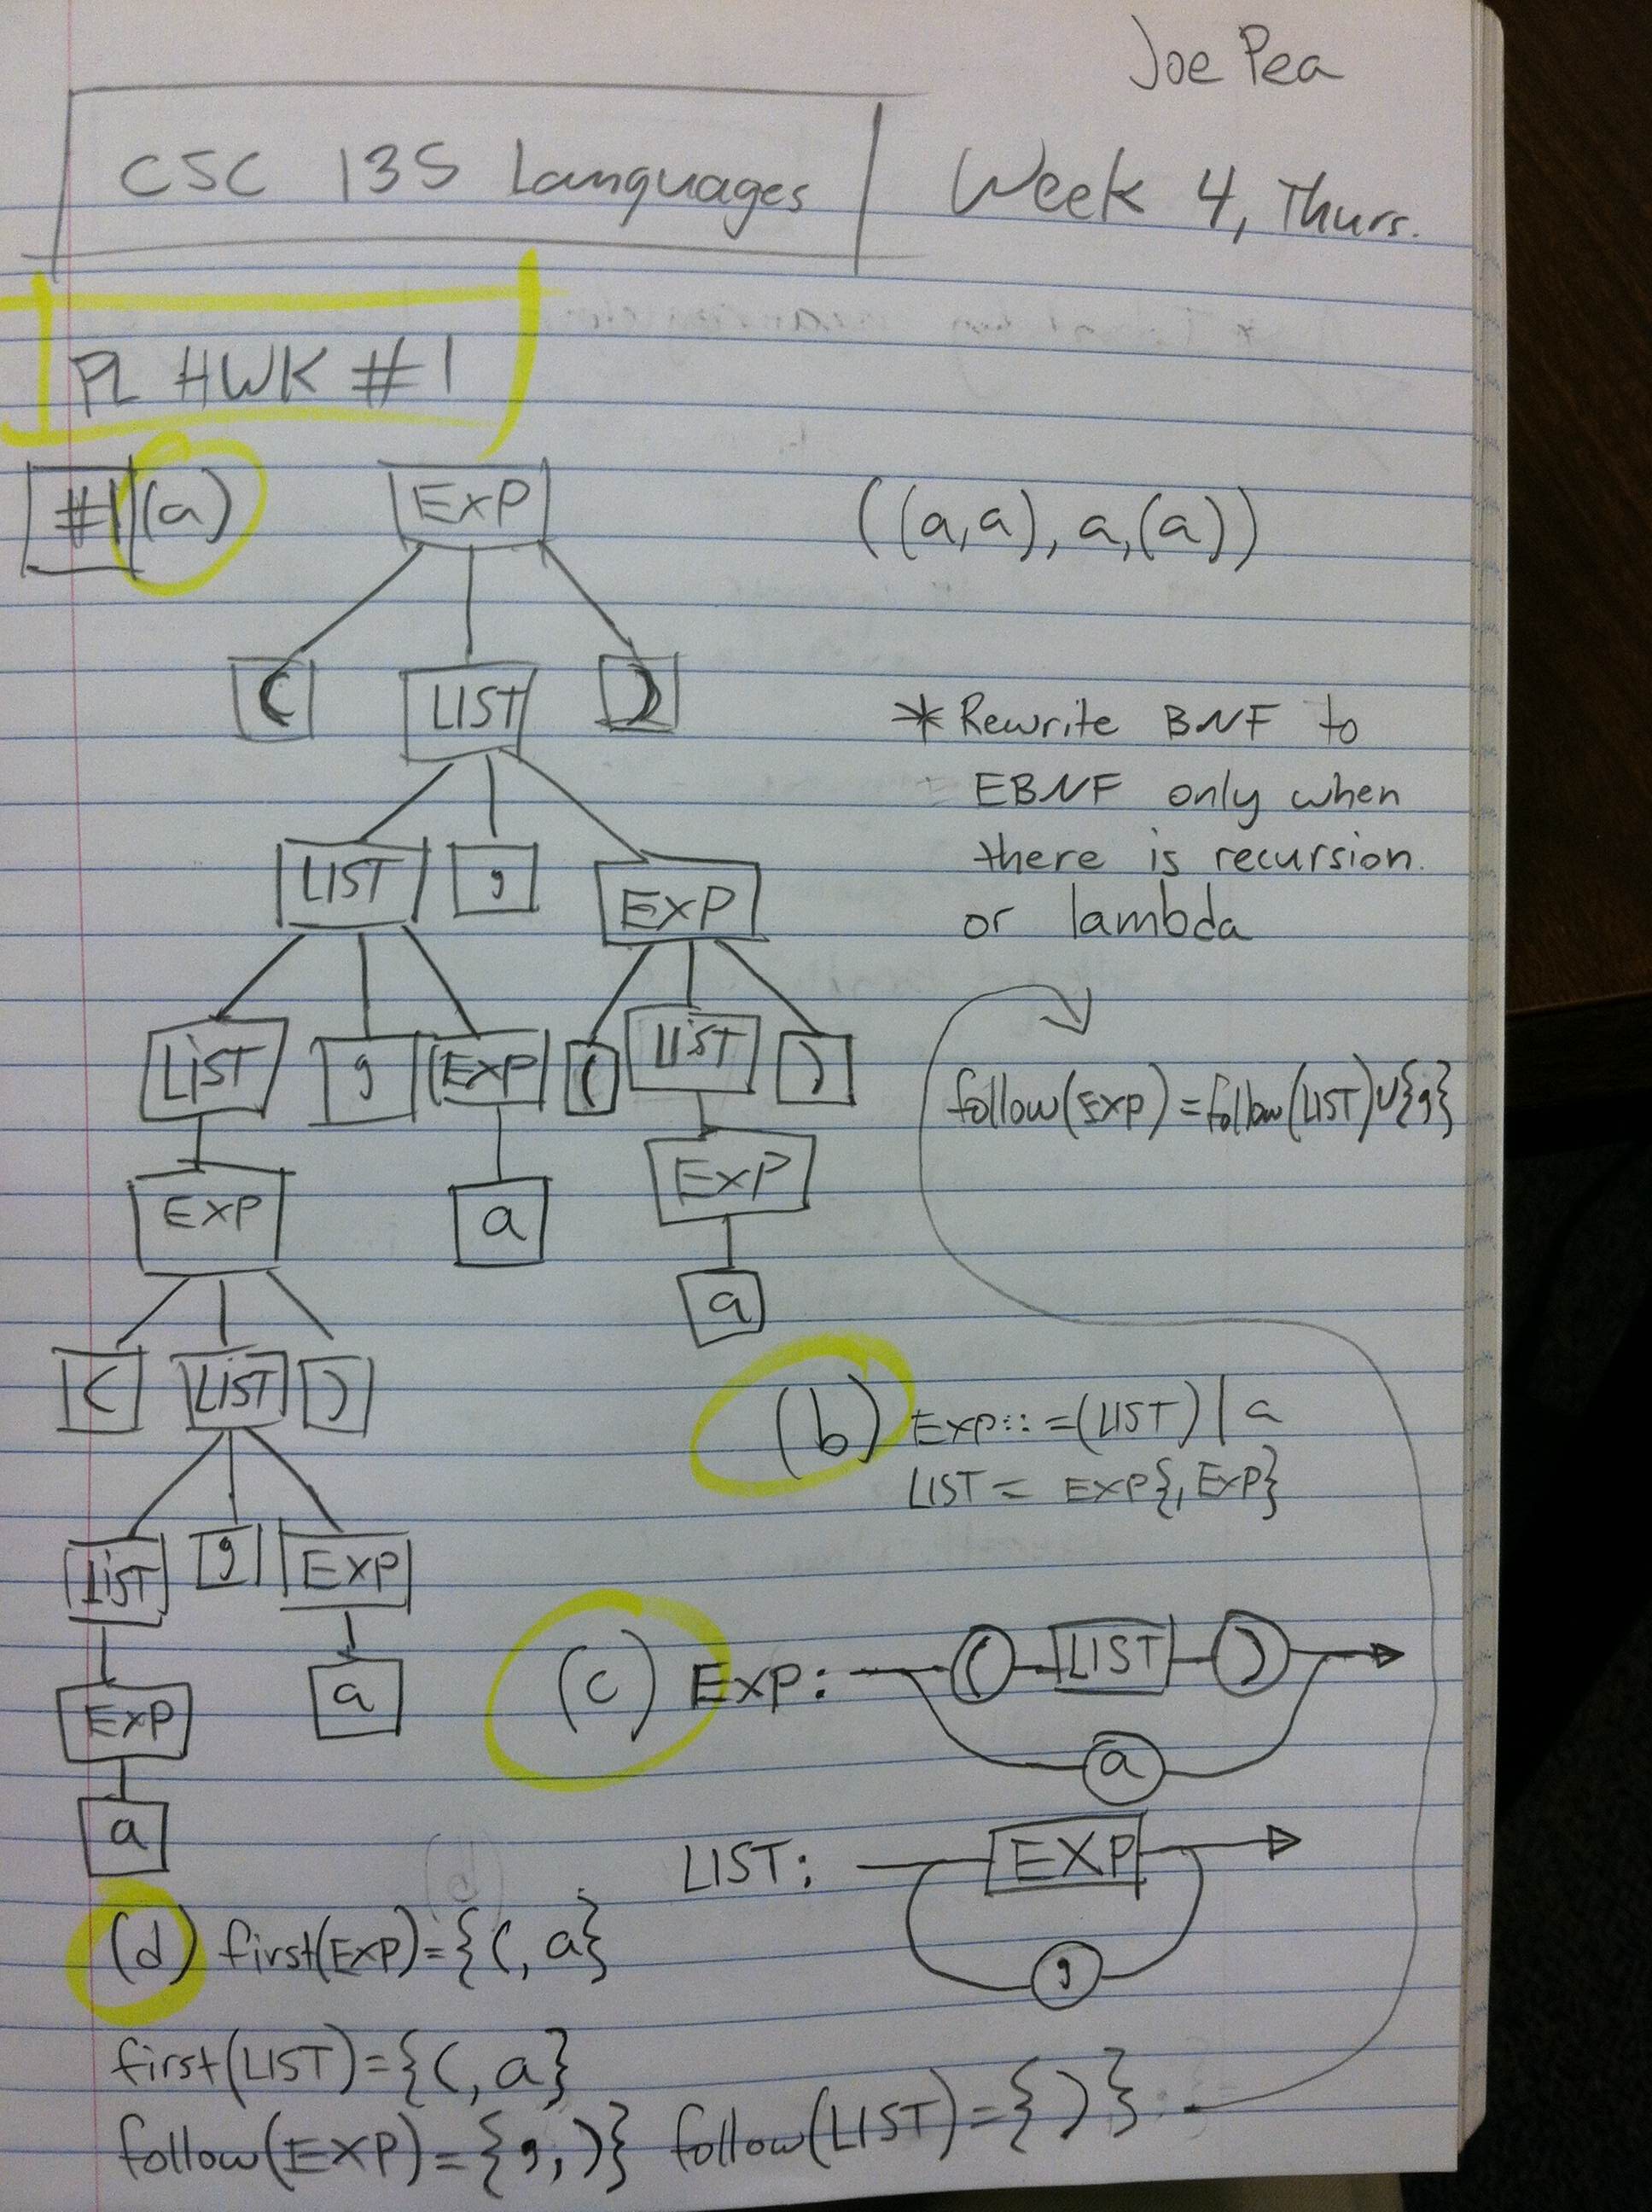 Joe Pea
CSC 135 Languages Week 4, Thurs.
PL HWK #1
#1 (a) EXP ((a,a), a,(a))
( LIST )
* Rewrite BNF to
EBNF only when
there is recursion.
or lambda
LIST , EXP
LIST , EXP ( LIST )
follow(EXP) = follow(LIST) ∪ {,}
EXP a EXP
a
( LIST )
(b) EXP::=(LIST) | a
LIST = EXP{,EXP}
LIST , EXP
EXP a
a
(c) EXP: ( LIST )
a
LIST: EXP
,
(d) first(EXP)={(, a}
first(LIST)={(, a}
follow(EXP)={,,)} follow(LIST)={)}